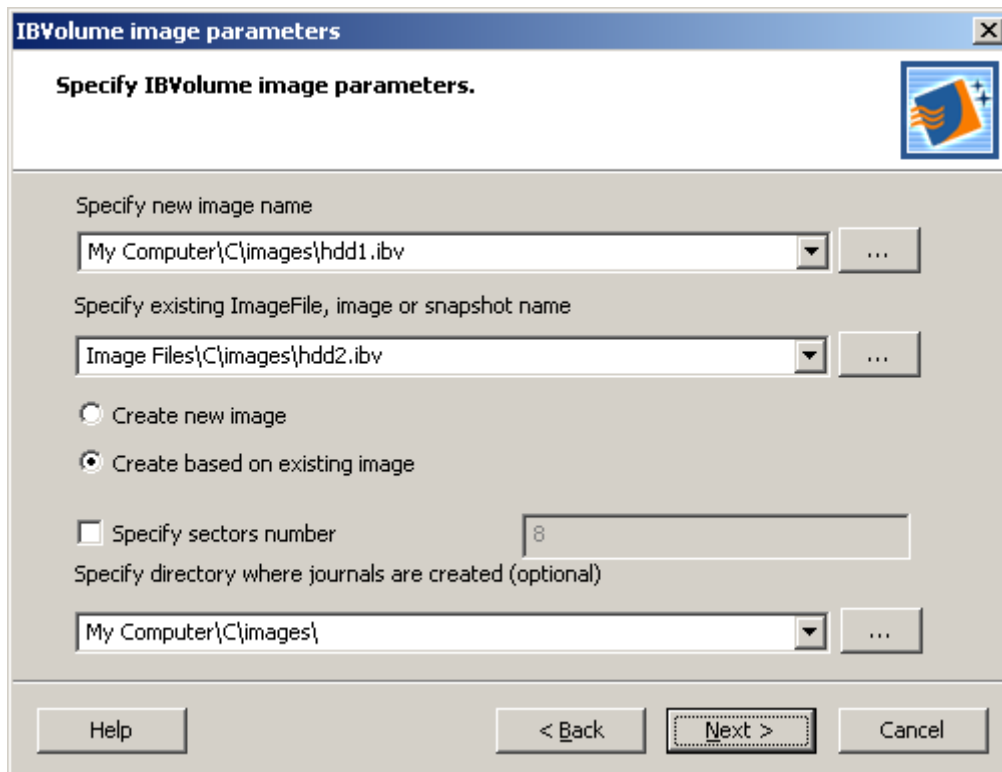 IBVolume image parameters
Specify IBVolume image parameters.
Specify new image name
My Computer\C\images\hdd1.ibv
...
Specify existing ImageFile, image or snapshot name
Image Files\C\images\hdd2.ibv
...
Create new image
Create based on existing image
Specify sectors number
8
Specify directory where journals are created (optional)
My Computer\C\images\
...
Help
< Back
Next >
Cancel